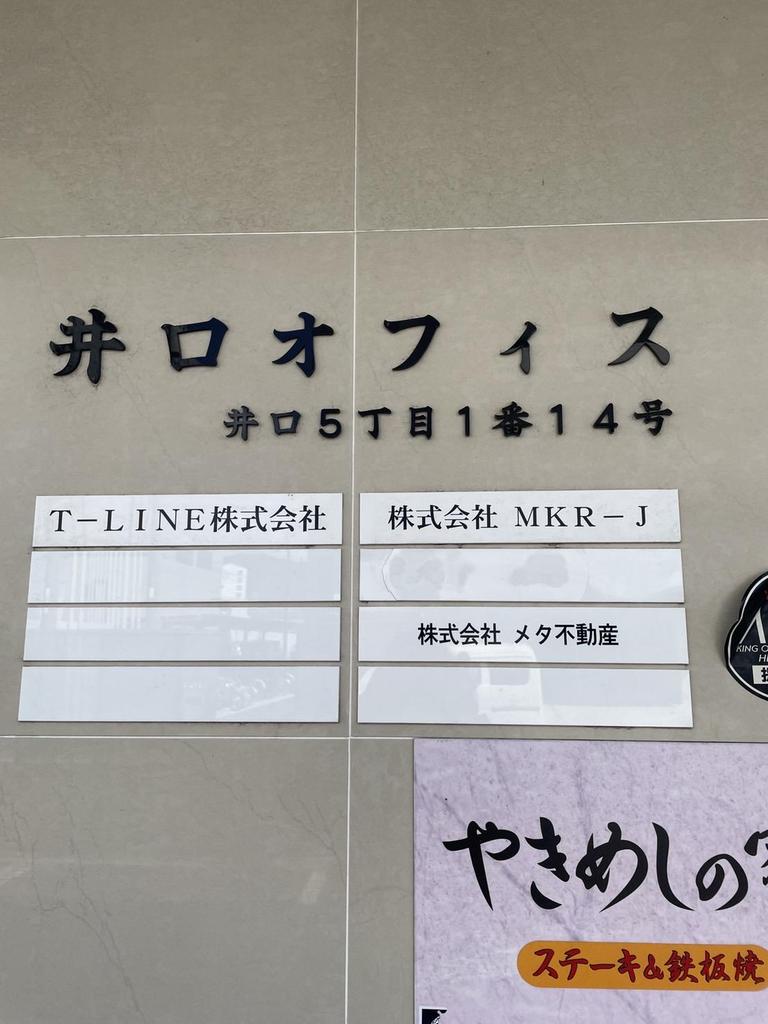 井口オフィス
井口5丁目1番14号
T-LINE株式会社
株式会社 MKR-J
株式会社 メタ不動産
KING O
やきめしの
ステーキ&鉄板焼